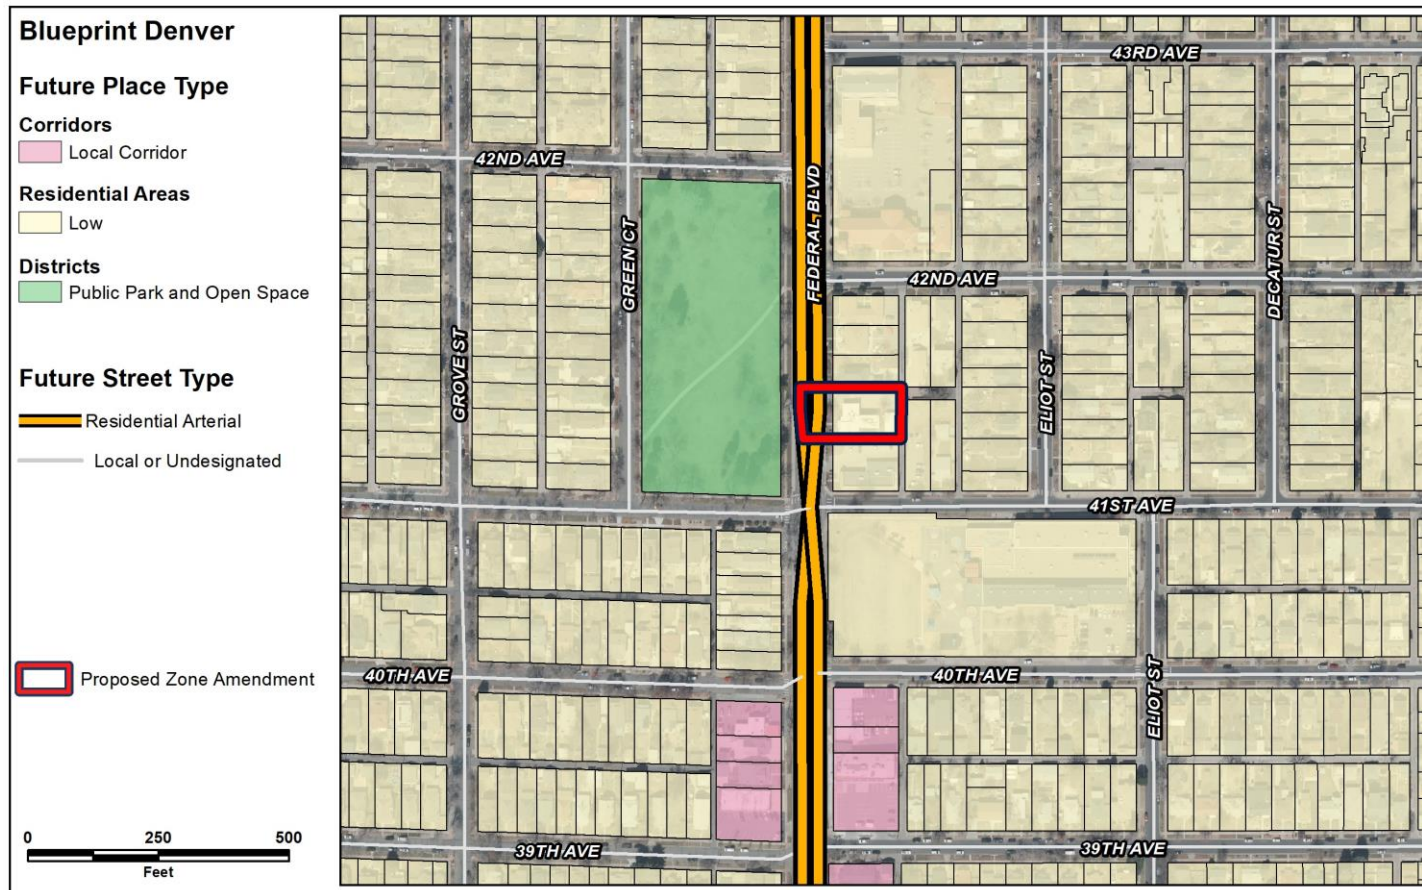 Blueprint Denver
Future Place Type
Corridors
Local Corridor
Residential Areas
Low
Districts
Public Park and Open Space
Future Street Type
Residential Arterial
Local or Undesignated
Proposed Zone Amendment
0 250 500
Feet
43RD AVE
42ND AVE
FEDERAL BLVD
GREEN CT
DECATUR ST
42ND AVE
GROVE ST
ELIOT ST
41ST AVE
40TH AVE
40TH AVE
ELIOT ST
39TH AVE
39TH AVE